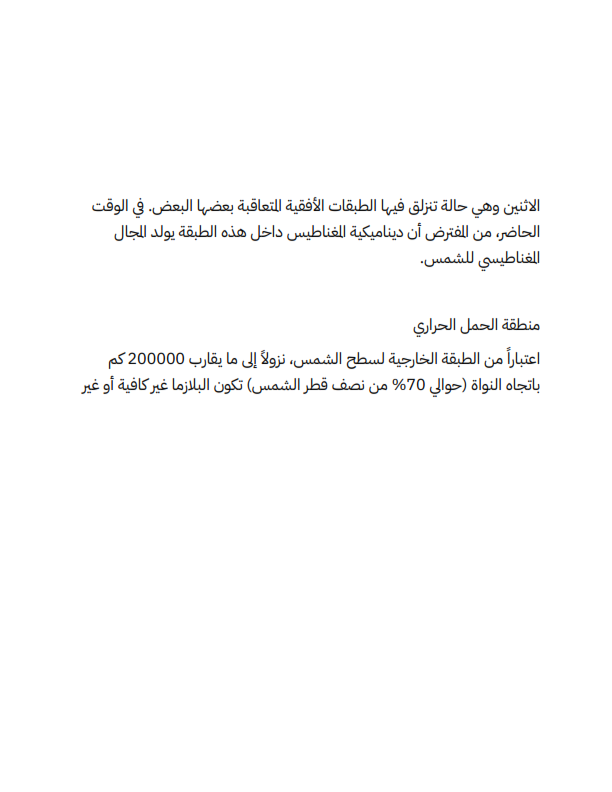 الاثنين وهي حالة تنزلق فيها الطبقات الأفقية المتعاقبة بعضها البعض. في الوقت
الحاضر، من المفترض أن ديناميكية المغناطيس داخل هذه الطبقة يولد المجال
المغناطيسي للشمس.
منطقة الحمل الحراري
اعتباراً من الطبقة الخارجية لسطح الشمس، نزولاً إلى ما يقارب 200000 كم
باتجاه النواة (حوالي 70% من نصف قطر الشمس) تكون البلازما غير كافية أو غير